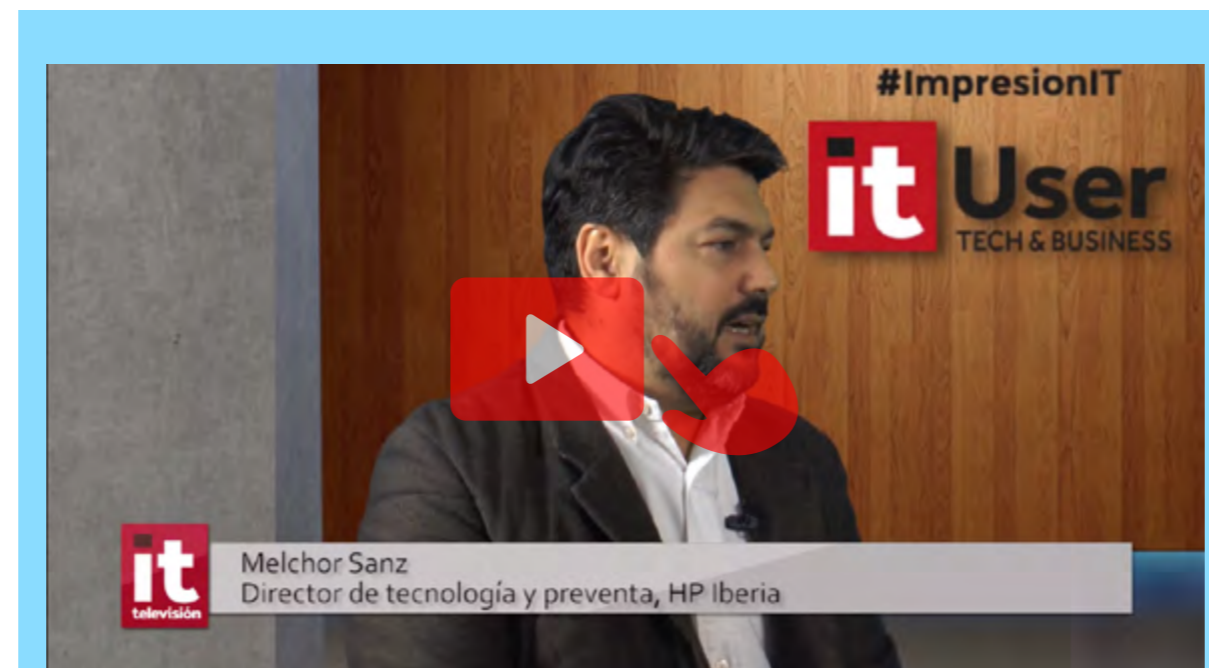 #ImpresionIT
it User
TECH & BUSINESS
it
televisión
Melchor Sanz
Director de tecnología y preventa, HP Iberia